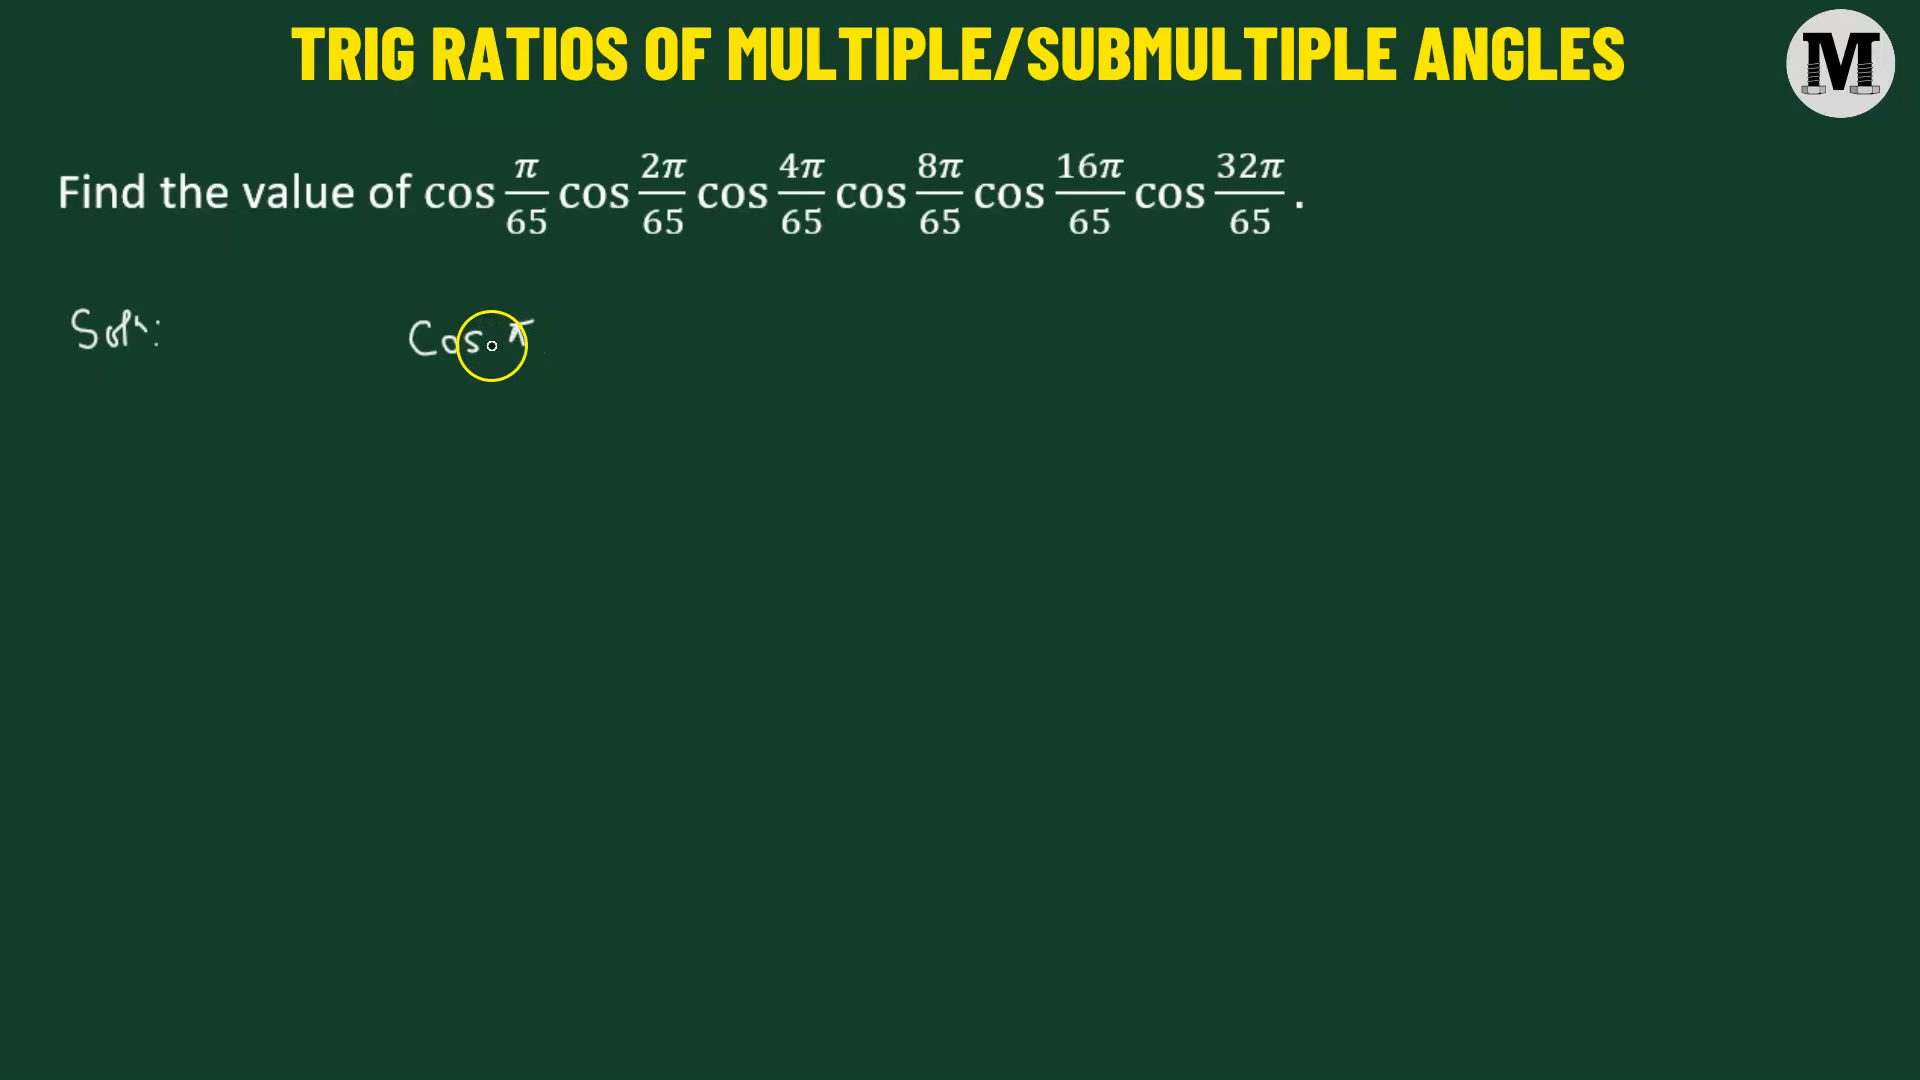 TRIG RATIOS OF MULTIPLE/SUBMULTIPLE ANGLES
M
Find the value of cos π/65 cos 2π/65 cos 4π/65 cos 8π/65 cos 16π/65 cos 32π/65 .
Soln: Cos π